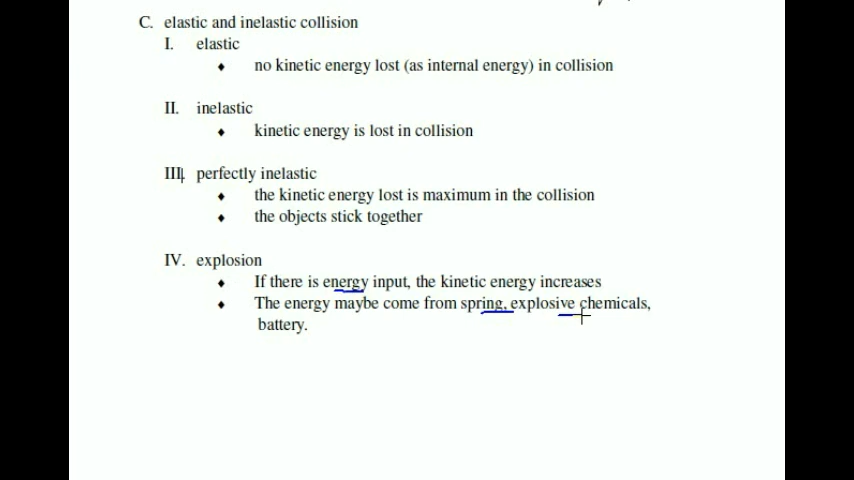 C. elastic and inelastic collision
I. elastic
♦ no kinetic energy lost (as internal energy) in collision
II. inelastic
♦ kinetic energy is lost in collision
III. perfectly inelastic
♦ the kinetic energy lost is maximum in the collision
♦ the objects stick together
IV. explosion
♦ If there is energy input, the kinetic energy increases
♦ The energy maybe come from spring, explosive chemicals,
battery.